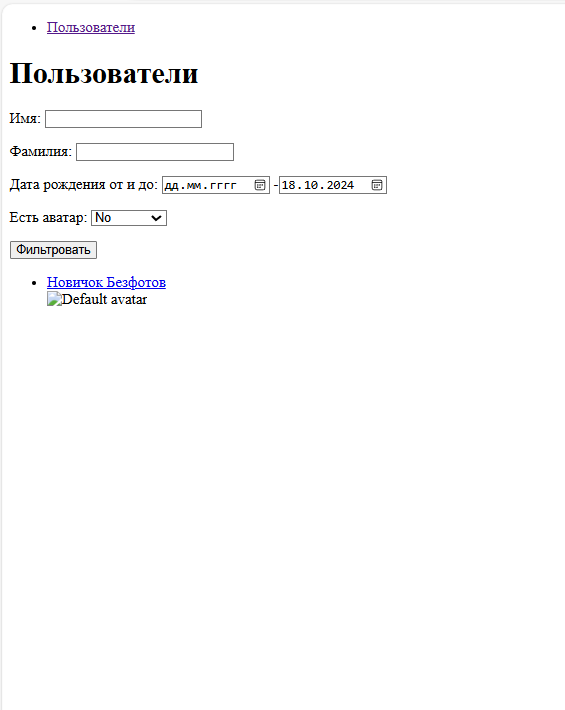 Пользователи
Пользователи
Имя:
Фамилия:
Дата рождения от и до: дд.мм.гггг -18.10.2024
Есть аватар: No
Фильтровать
Новичок Безфотов
Default avatar